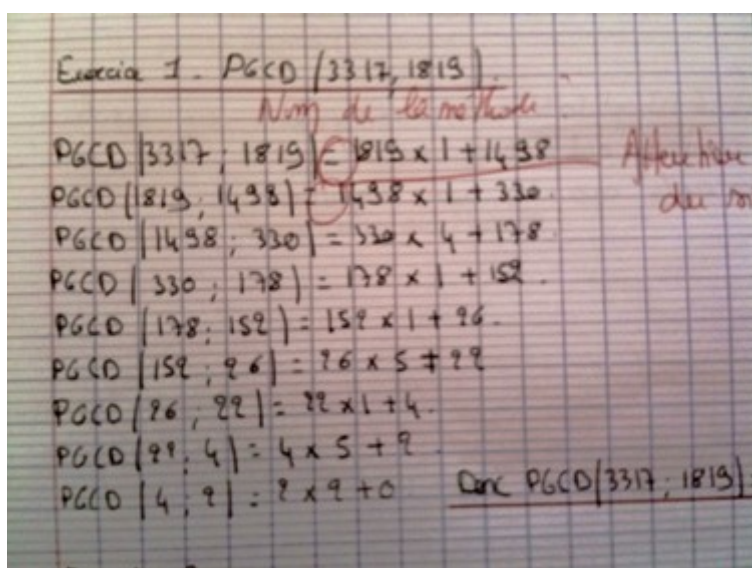 Exercice 1. PGCD (3317, 1819).
Nom de la méthode.
PGCD (3317 ; 1819) = 1819 x 1 + 1498
Attention
PGCD (1819 ; 1498) = 1498 x 1 + 330.
du
PGCD (1498 ; 330) = 330 x 4 + 178
PGCD ( 330 ; 178) = 178 x 1 + 152.
PGCD (178 ; 152) = 152 x 1 + 26.
PGCD (152 ; 26) = 26 x 5 + 22
PGCD (26 ; 22) = 22 x 1 + 4.
PGCD (22 ; 4) = 4 x 5 + 2
PGCD (4 ; 2) = 2 x 2 + 0
Donc PGCD (3317 ; 1819) =